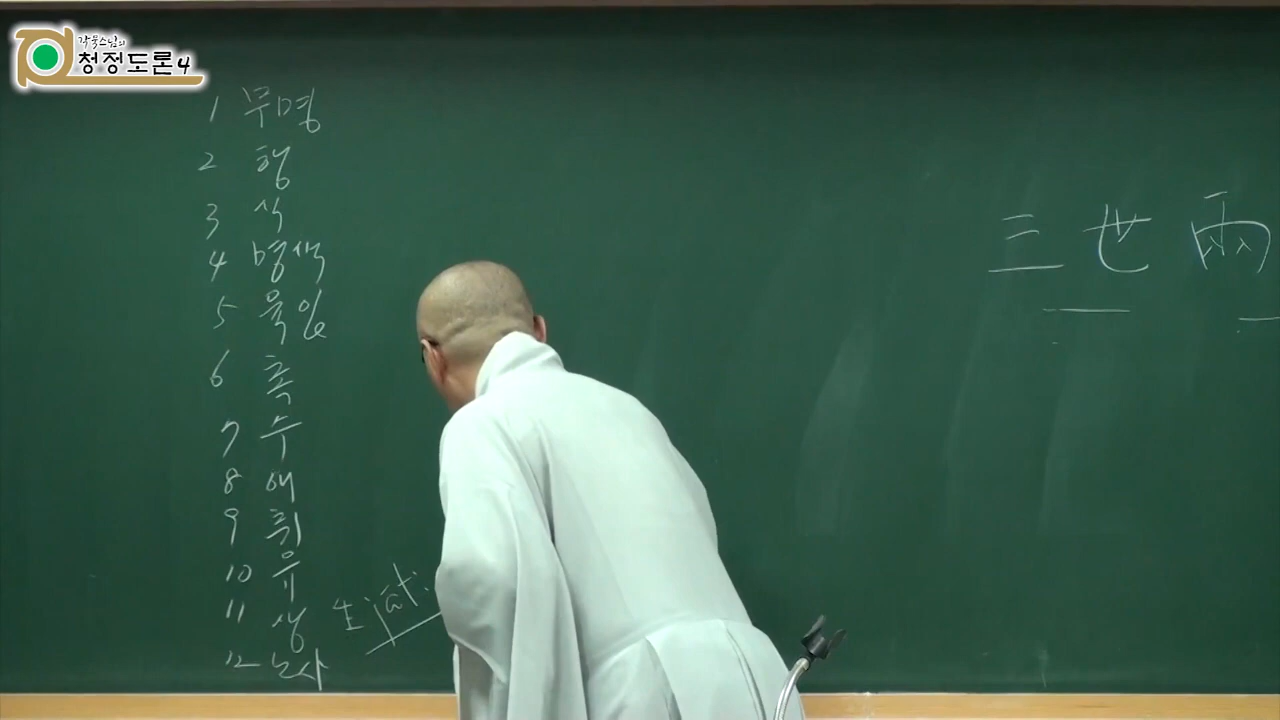 각묵스님의
청정도론 4
1 무명
2 행
3 식
4 명색
5 육입
6 촉
7 수
8 애
9 취
10 유
11 생 生 jāti
12 노사
三世兩